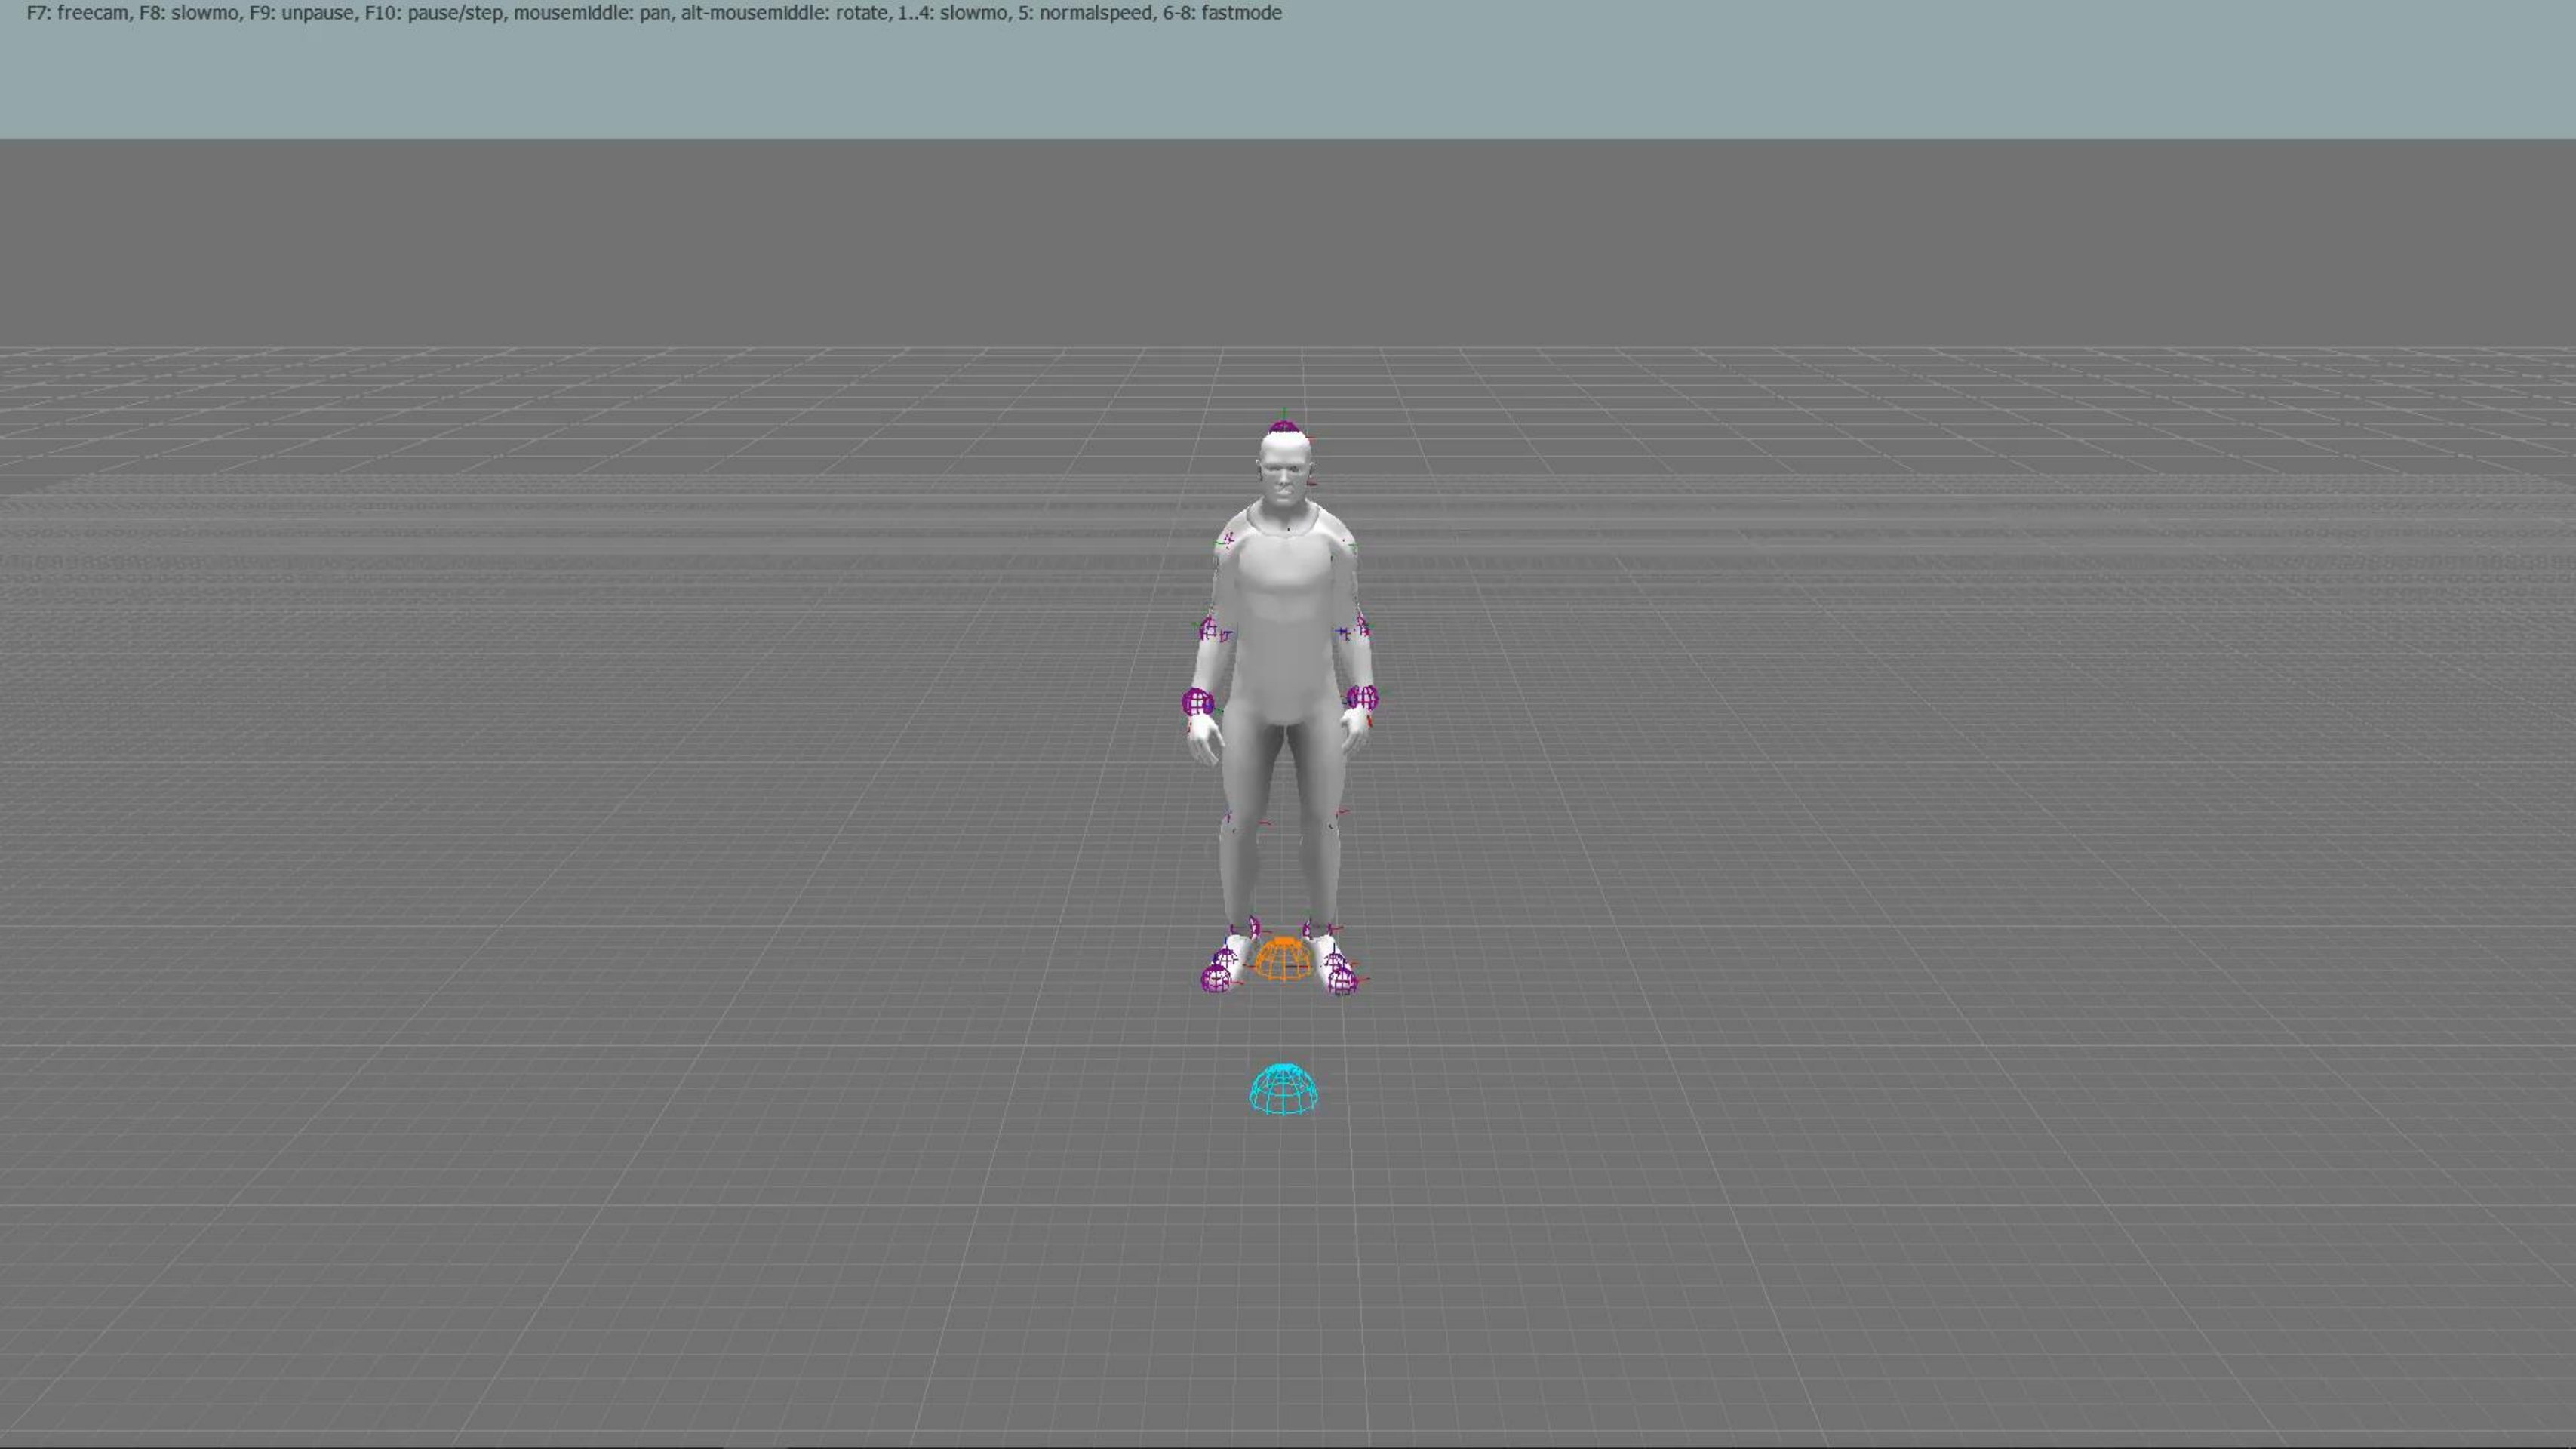 F7: freecam, F8: slowmo, F9: unpause, F10: pause/step, mousemiddle: pan, alt-mousemiddle: rotate, 1..4: slowmo, 5: normalspeed, 6-8: fastmode